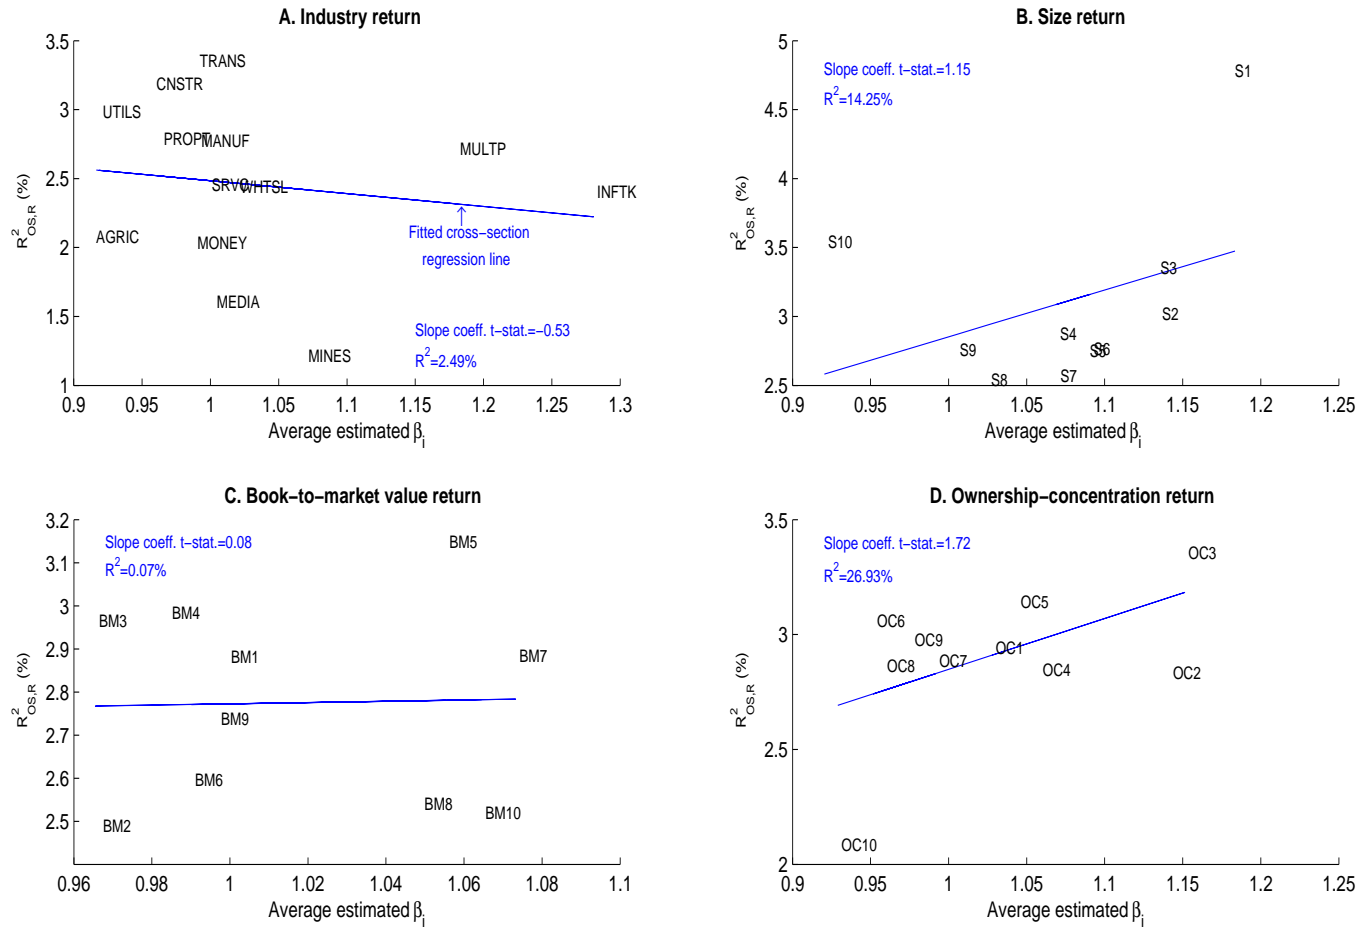 A. Industry return
3.5
3
2.5
2
1.5
1
R²OS,R (%)
TRANS
CNSTR
UTILS
PROPT
MANUF
MULTP
SRVC
WHTSL
INFTK
AGRIC
MONEY
Fitted cross−section
regression line
MEDIA
Slope coeff. t−stat.=−0.53
R²=2.49%
MINES
0.9 0.95 1 1.05 1.1 1.15 1.2 1.25 1.3
Average estimated βi
B. Size return
5
4.5
4
3.5
3
2.5
R²OS,R (%)
Slope coeff. t−stat.=1.15
R²=14.25%
S1
S10
S3
S2
S4
S9
S5
S6
S8
S7
0.9 0.95 1 1.05 1.1 1.15 1.2 1.25
Average estimated βi
C. Book−to−market value return
3.2
3.1
3
2.9
2.8
2.7
2.6
2.5
R²OS,R (%)
Slope coeff. t−stat.=0.08
R²=0.07%
BM5
BM3
BM4
BM1
BM7
BM9
BM6
BM8
BM10
BM2
0.96 0.98 1 1.02 1.04 1.06 1.08 1.1
Average estimated βi
D. Ownership−concentration return
3.5
3
2.5
2
R²OS,R (%)
Slope coeff. t−stat.=1.72
R²=26.93%
OC3
OC5
OC6
OC9
OC1
OC8
OC7
OC4
OC2
OC10
0.9 0.95 1 1.05 1.1 1.15 1.2 1.25
Average estimated βi